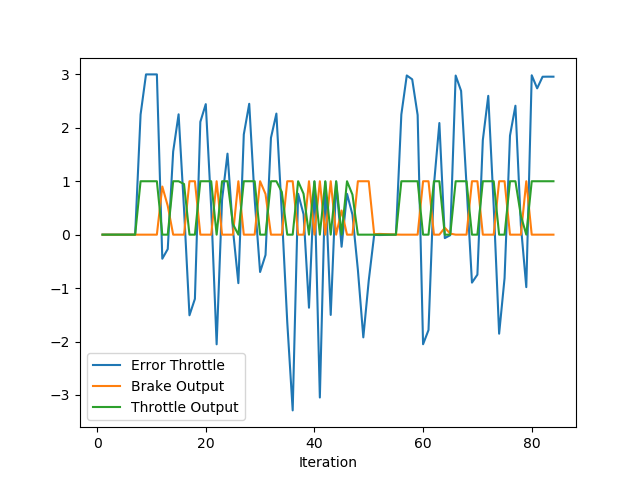 3
2
1
0
−1
−2
−3
Error Throttle
Brake Output
Throttle Output
0 20 40 60 80
Iteration